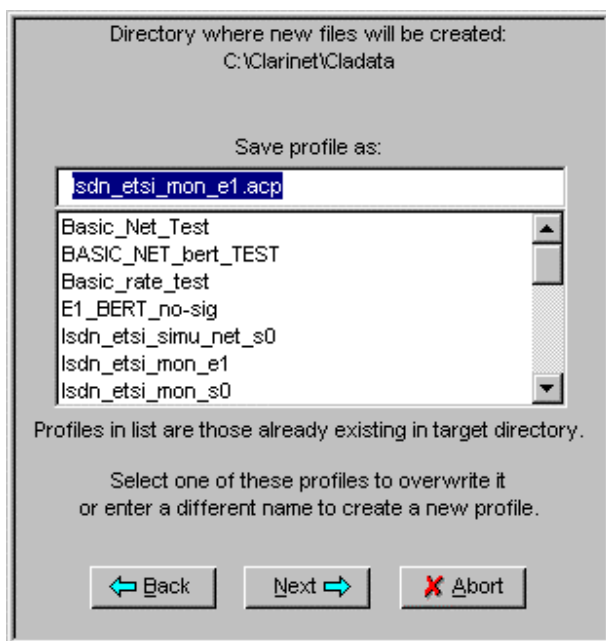 Directory where new files will be created:
C:\Clarinet\Cladata
Save profile as:
Isdn_etsi_mon_e1.acp
Basic_Net_Test
BASIC_NET_bert_TEST
Basic_rate_test
E1_BERT_no-sig
Isdn_etsi_simu_net_s0
Isdn_etsi_mon_e1
Isdn_etsi_mon_s0
Profiles in list are those already existing in target directory.
Select one of these profiles to overwrite it
or enter a different name to create a new profile.
Back Next Abort